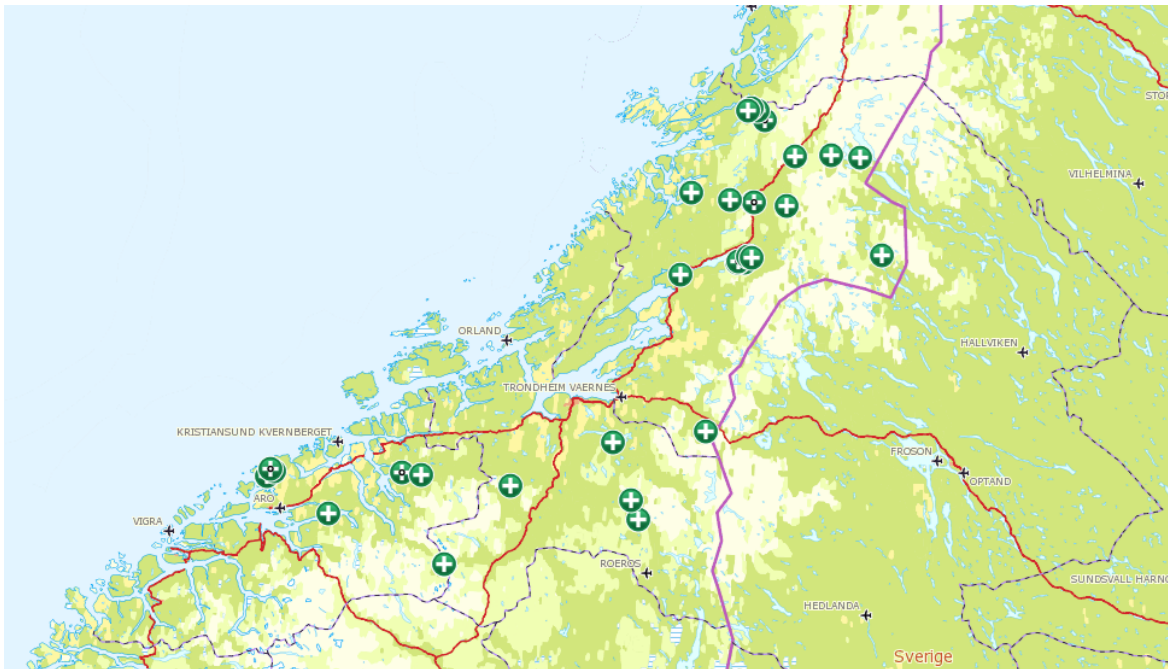 STOR
VILHELMINA
ORLAND
HALLVIKEN
TRONDHEIM VAERNES
KRISTIANSUND KVERNBERGET
FROSON
OPTAND
ARO
VIGRA
ROEROS
SUNDSVALL HARNO
HEDLANDA
Sverige